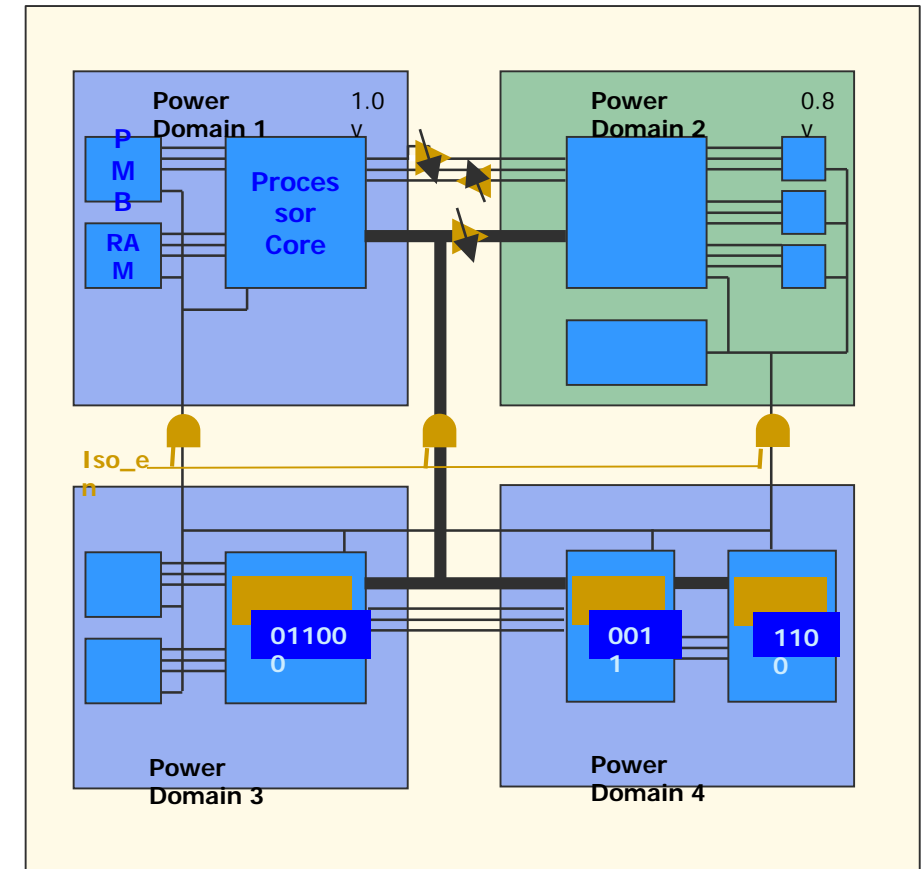 Power
Domain 1
1.0
v
Power
Domain 2
0.8
v
P
M
B
Proces
sor
Core
RA
M
Iso_e
n
01100
0
001
1
110
0
Power
Domain 3
Power
Domain 4